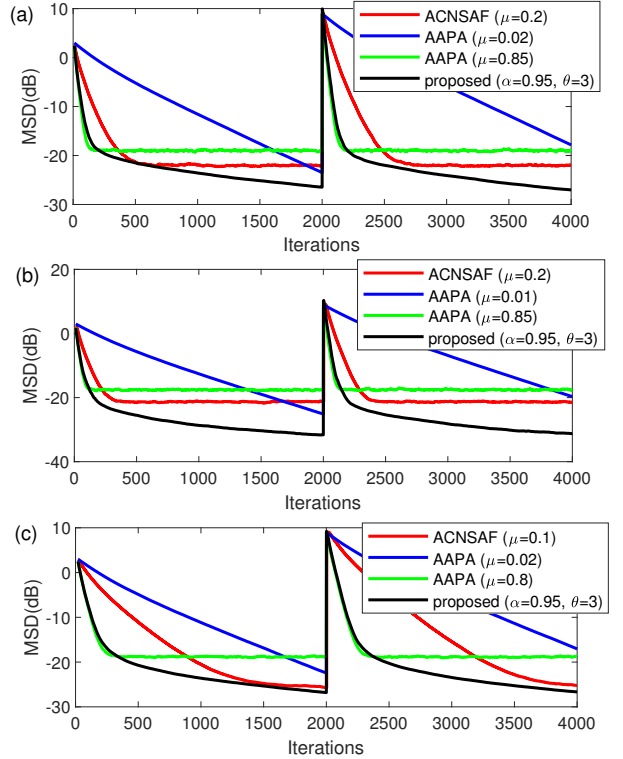 (a)
10
0
-10
-20
-30
MSD(dB)
ACNSAF (μ=0.2)
AAPA (μ=0.02)
AAPA (μ=0.85)
proposed (α=0.95, θ=3)
0 500 1000 1500 2000 2500 3000 3500 4000
Iterations
(b)
20
0
-20
-40
MSD(dB)
ACNSAF (μ=0.2)
AAPA (μ=0.01)
AAPA (μ=0.85)
proposed (α=0.95, θ=3)
0 500 1000 1500 2000 2500 3000 3500 4000
Iterations
(c)
10
0
-10
-20
-30
MSD(dB)
ACNSAF (μ=0.1)
AAPA (μ=0.02)
AAPA (μ=0.8)
proposed (α=0.95, θ=3)
0 500 1000 1500 2000 2500 3000 3500 4000
Iterations